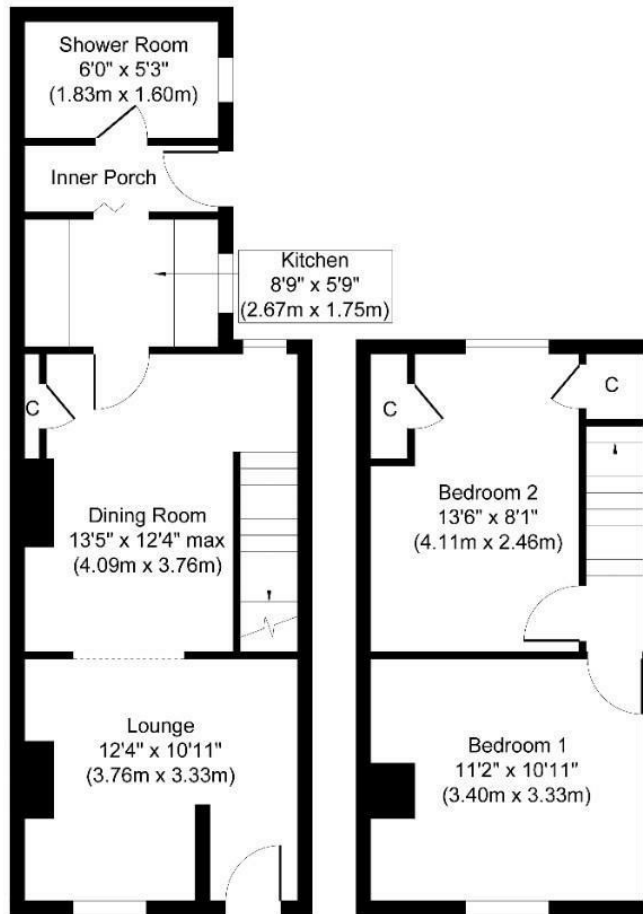 Shower Room
6'0" x 5'3"
(1.83m x 1.60m)
Inner Porch
Kitchen
8'9" x 5'9"
(2.67m x 1.75m)
C
Dining Room
13'5" x 12'4" max
(4.09m x 3.76m)
Lounge
12'4" x 10'11"
(3.76m x 3.33m)
C
C
Bedroom 2
13'6" x 8'1"
(4.11m x 2.46m)
Bedroom 1
11'2" x 10'11"
(3.40m x 3.33m)